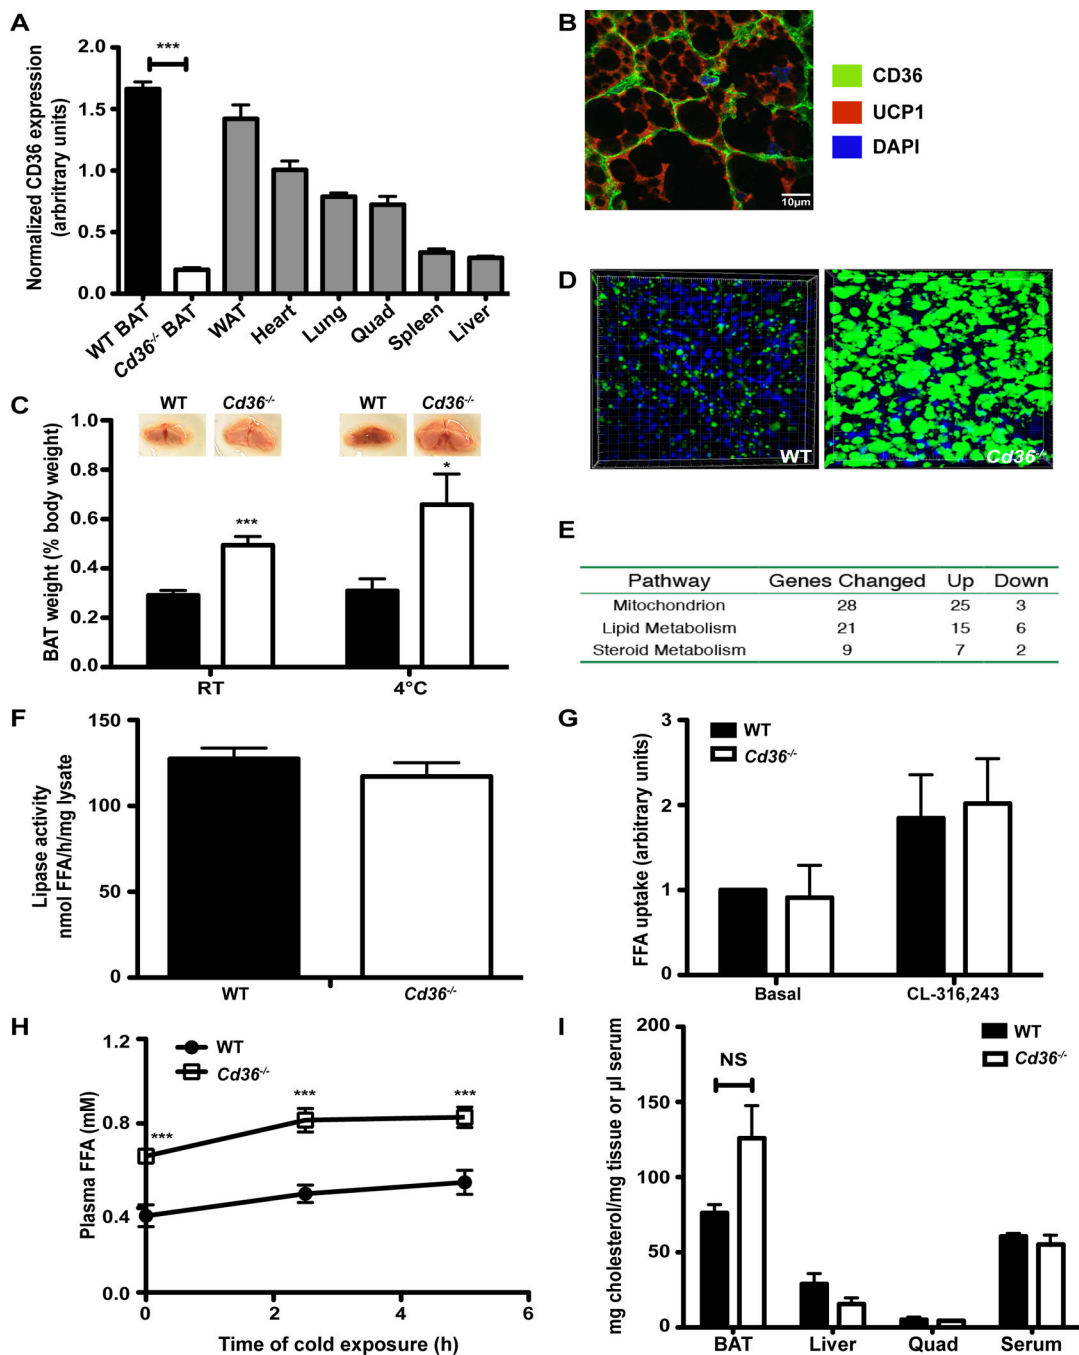 A
Normalized CD36 expression
(arbritrary units)
2.0
1.5
1.0
0.5
0.0
***
WT BAT
Cd36-/- BAT
WAT
Heart
Lung
Quad
Spleen
Liver
B
10µm
CD36
UCP1
DAPI
C
BAT weight (% body weight)
1.0
0.8
0.6
0.4
0.2
0.0
WT
Cd36-/-
WT
Cd36-/-
***
*
RT
4°C
D
WT
Cd36-/-
E
Pathway Genes Changed Up Down
Mitochondrion 28 25 3
Lipid Metabolism 21 15 6
Steroid Metabolism 9 7 2
F
Lipase activity
nmol FFA/h/mg lysate
150
100
50
0
WT
Cd36-/-
G
FFA uptake (arbitrary units)
3
2
1
0
WT
Cd36-/-
Basal
CL-316,243
H
Plasma FFA (mM)
1.2
0.8
0.4
0.0
WT
Cd36-/-
***
***
***
0
2
4
6
Time of cold exposure (h)
I
mg cholesterol/mg tissue or µl serum
200
150
100
50
0
NS
WT
Cd36-/-
BAT
Liver
Quad
Serum